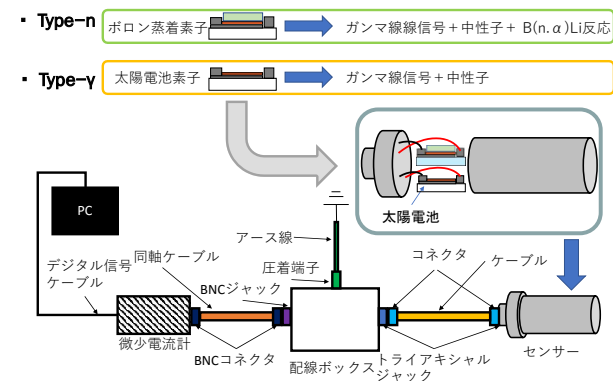 ・ Type-n
ボロン蒸着素子
ガンマ線線信号＋中性子＋ B(n.α)Li反応
・ Type-γ
太陽電池素子
ガンマ線線信号＋中性子
太陽電池
PC
アース線
圧着端子
コネクタ
ケーブル
デジタル信号
ケーブル
同軸ケーブル
BNCジャック
微少電流計
BNCコネクタ
配線ボックス
トライアキシャル
ジャック
センサー